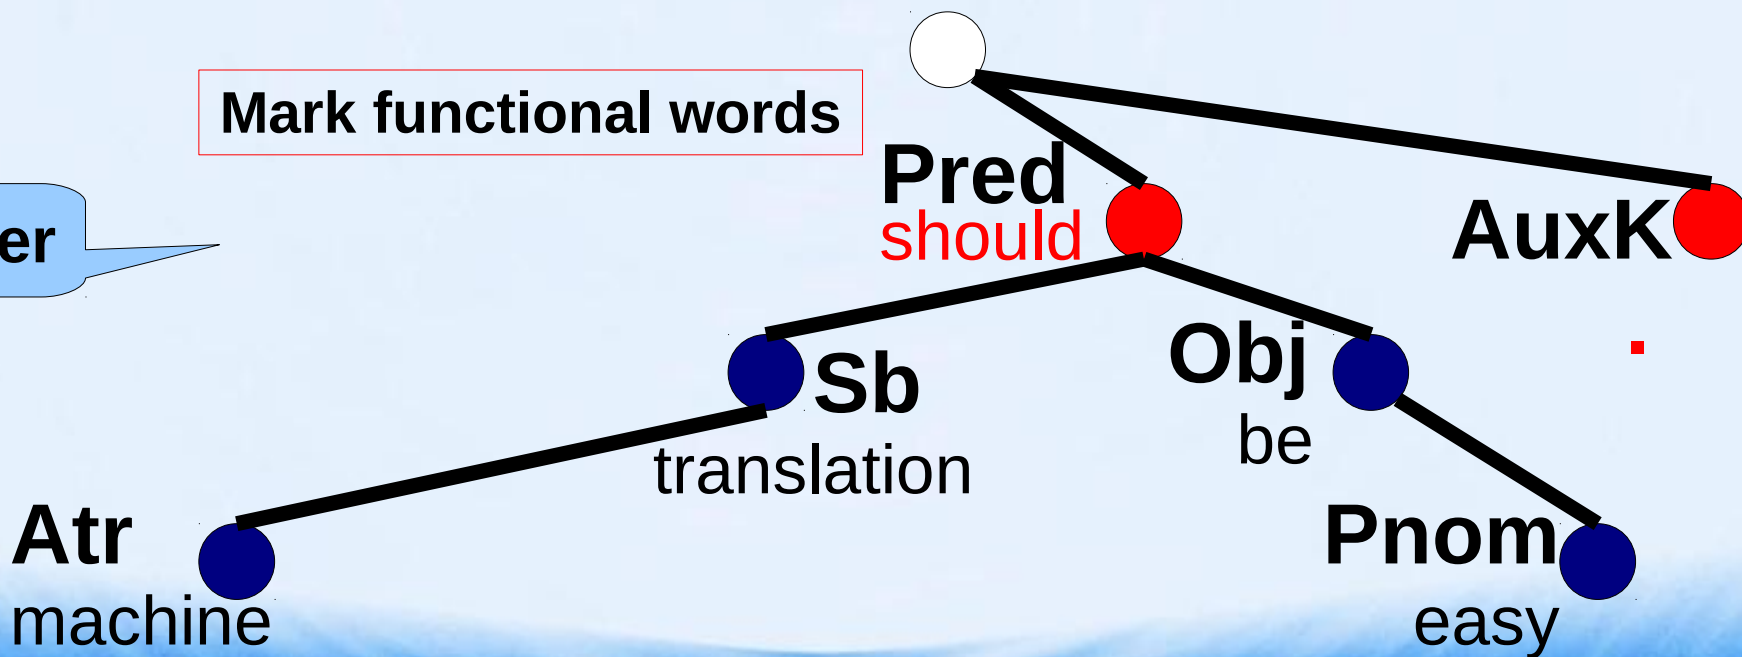 Mark functional words
Pred
should
AuxK
er
.
Sb
translation
Obj
be
Atr
machine
Pnom
easy